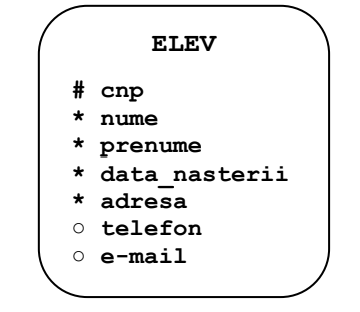 ELEV
# cnp
* nume
* prenume
* data_nasterii
* adresa
○ telefon
○ e-mail